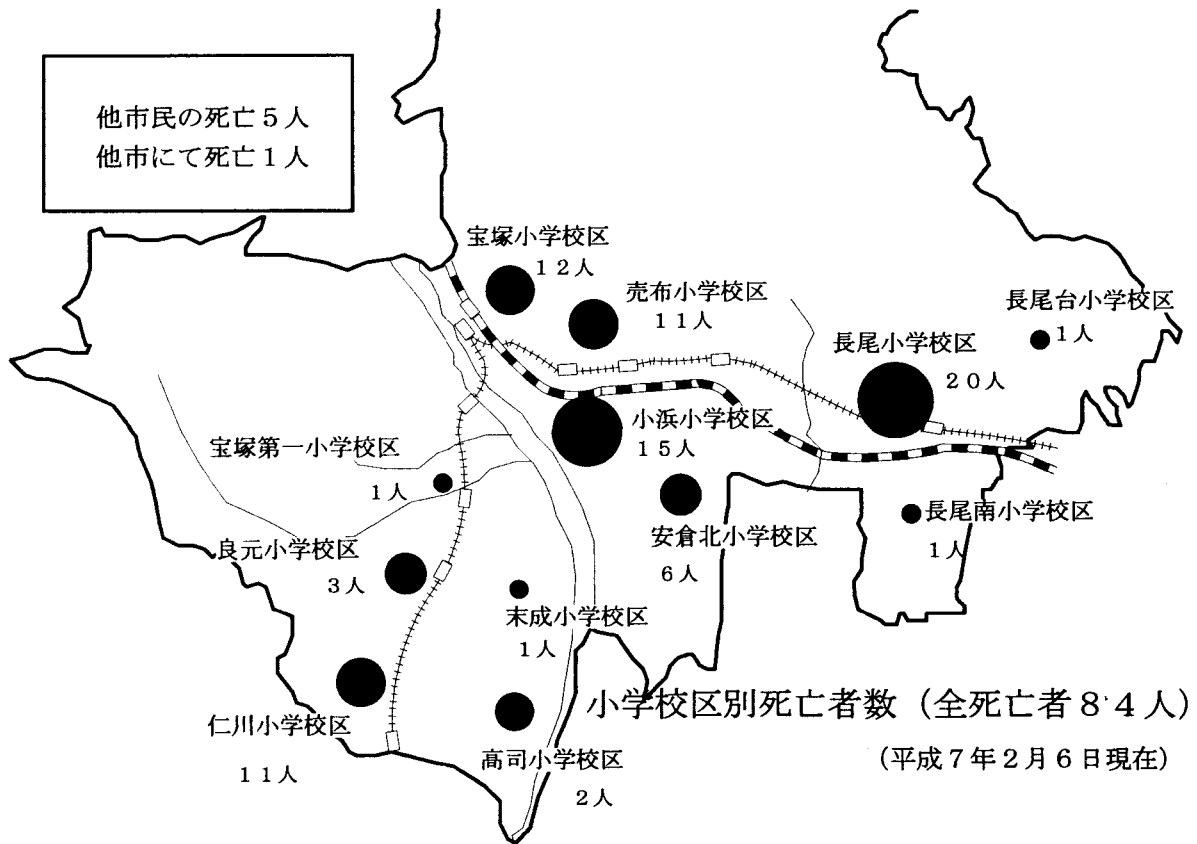 他市民の死亡５人
他市にて死亡１人
宝塚小学校区
１２人
売布小学校区
１１人
長尾台小学校区
１人
長尾小学校区
２０人
小浜小学校区
１５人
宝塚第一小学校区
１人
長尾南小学校区
１人
安倉北小学校区
６人
良元小学校区
３人
末成小学校区
１人
仁川小学校区
１１人
高司小学校区
２人
小学校区別死亡者数（全死亡者８４人）
（平成７年２月６日現在）